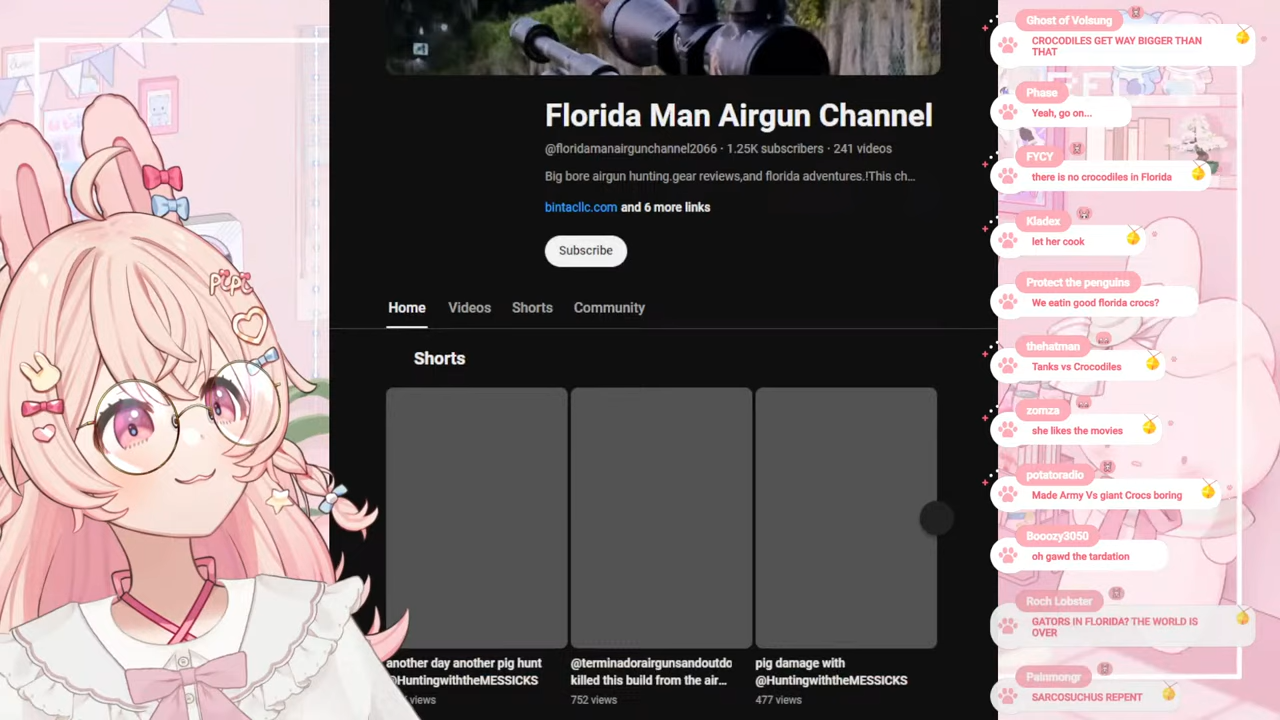 PiPi
Florida Man Airgun Channel
@floridamanairgunchannel2066 · 1.25K subscribers · 241 videos
Big bore airgun hunting.gear reviews,and florida adventures.!This ch...
bintacllc.com and 6 more links
Subscribe
Home Videos Shorts Community
Shorts
another day another pig hunt
@HuntingwiththeMESSICKS
views
@terminadorairgunsandoutdo
killed this build from the air...
752 views
pig damage with
@HuntingwiththeMESSICKS
477 views
Ghost of Volsung
CROCODILES GET WAY BIGGER THAN
THAT
Phase
Yeah, go on...
FYCY
there is no crocodiles in Florida
Kladex
let her cook
Protect the penguins
We eatin good florida crocs?
thehatman
Tanks vs Crocodiles
zomza
she likes the movies
potatoradio
Made Army Vs giant Crocs boring
Booozy3050
oh gawd the tardation
Roch Lobster
GATORS IN FLORIDA? THE WORLD IS
OVER
Palnmongr
SARCOSUCHUS REPENT